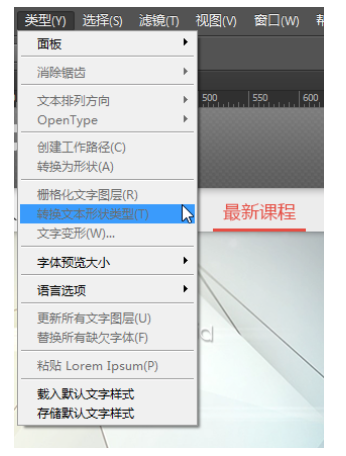 类型(Y) 选择(S) 滤镜(T) 视图(V) 窗口(W)
面板
消除锯齿
文本排列方向
OpenType
500 550 600
创建工作路径(C)
转换为形状(A)
栅格化文字图层(R)
转换文本形状类型(T)
最新课程
文字变形(W)...
字体预览大小
语言选项
更新所有文字图层(U)
替换所有缺欠字体(F)
d
粘贴 Lorem Ipsum(P)
载入默认文字样式
存储默认文字样式